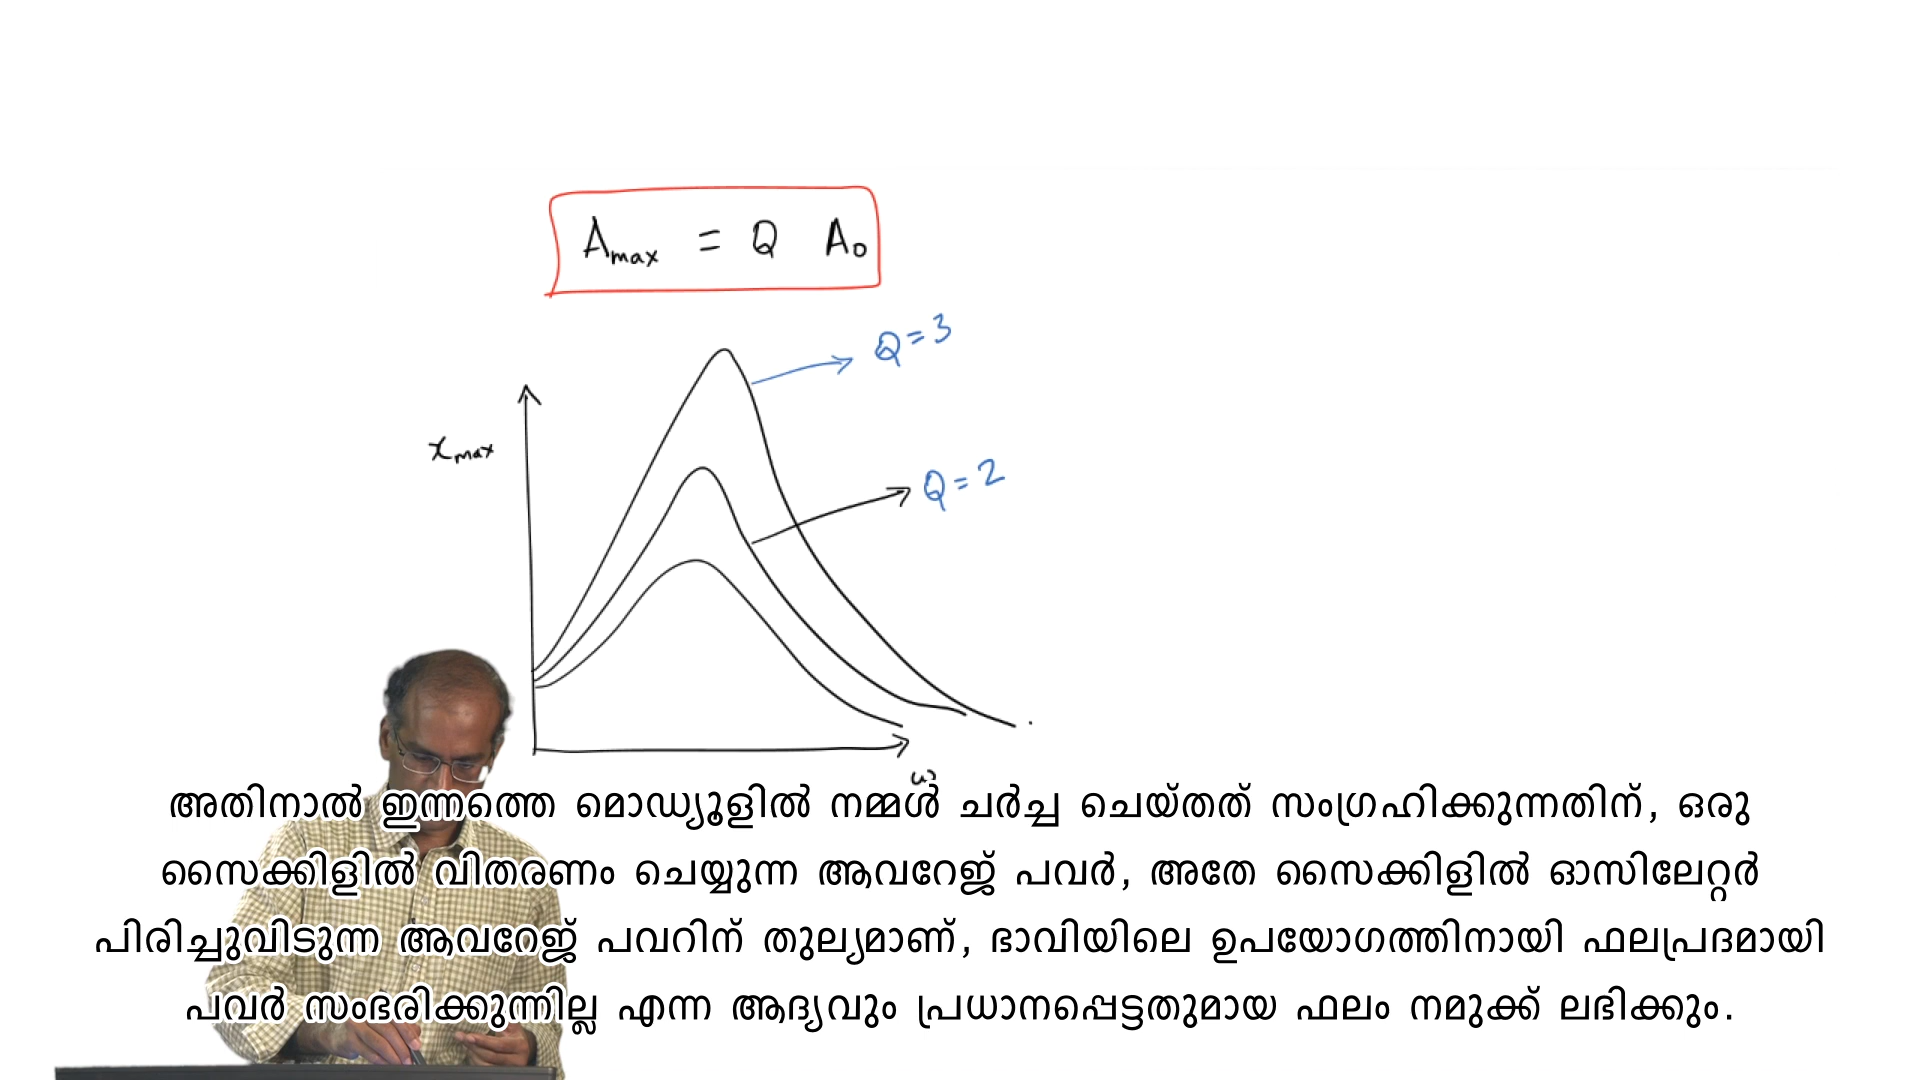 Amax = Q A0
Q = 3
xmax
Q = 2
ω
അതിനാൽ ഇന്നത്തെ മൊഡ്യൂളിൽ നമ്മൾ ചർച്ച ചെയ്തത് സംഗ്രഹിക്കുന്നതിന്, ഒരു
സൈക്കിളിൽ വിതരണം ചെയ്യുന്ന ആവറേജ് പവർ, അതേ സൈക്കിളിൽ ഓസിലേറ്റർ
പിരിച്ചുവിടുന്ന ആവറേജ് പവറിന് തുല്യമാണ്, ഭാവിയിലെ ഉപയോഗത്തിനായി ഫലപ്രദമായി
പവർ സംഭരിക്കുന്നില്ല എന്ന ആദ്യവും പ്രധാനപ്പെട്ടതുമായ ഫലം നമുക്ക് ലഭിക്കും.